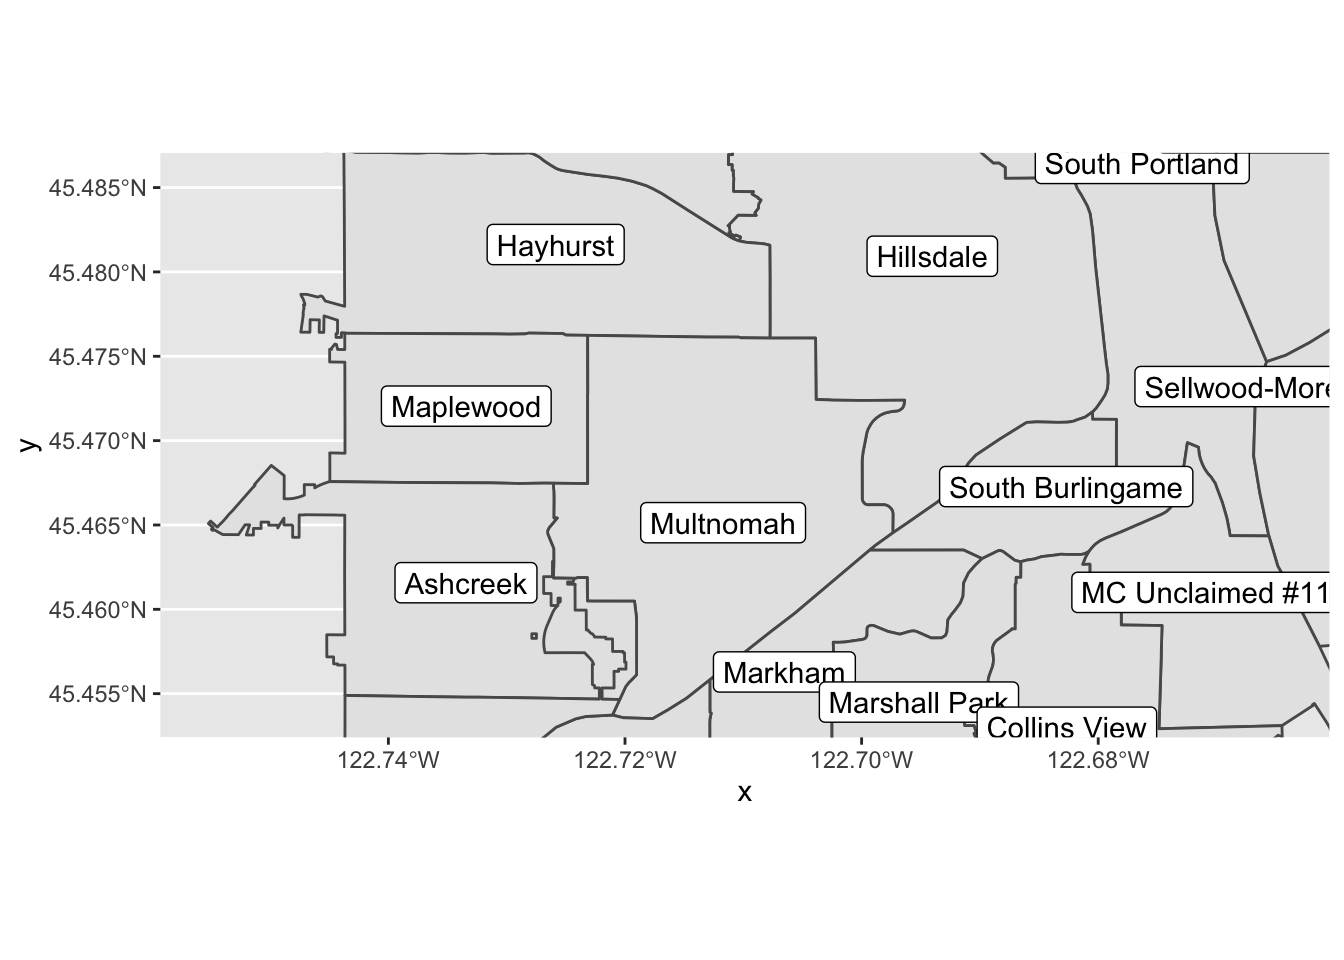 South Portland
45.485°N
Hayhurst
Hillsdale
45.480°N
45.475°N
Sellwood-More
Maplewood
45.470°N
y
South Burlingame
45.465°N
Multnomah
Ashcreek
45.460°N
MC Unclaimed #11
Markham
45.455°N
Marshall Park
Collins View
122.74°W
122.72°W
122.70°W
122.68°W
x